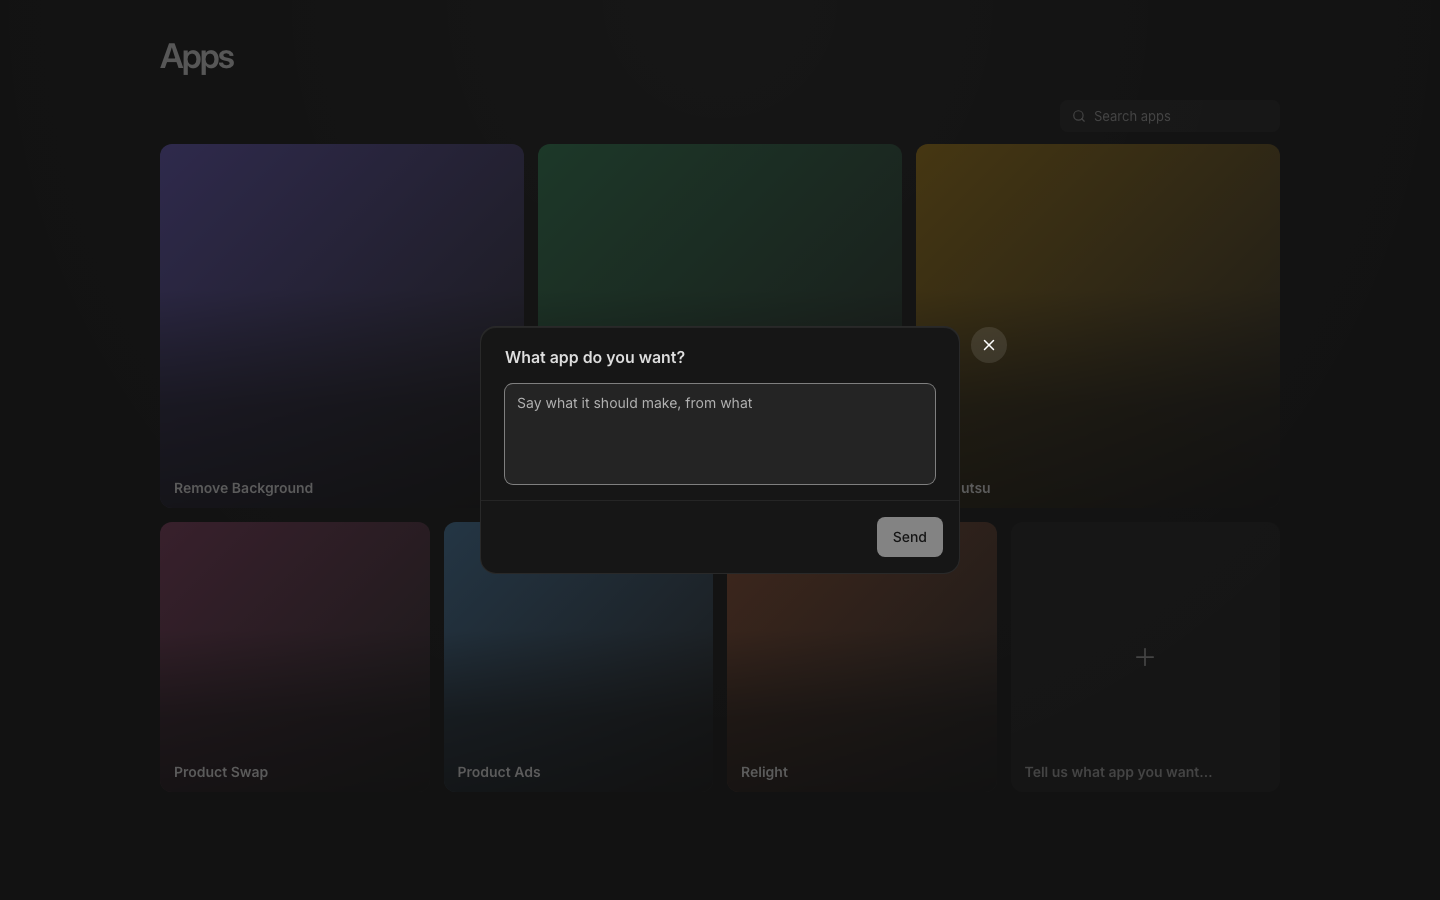 Apps
Search apps
What app do you want?
Say what it should make, from what
Remove Background
utsu
Send
Product Swap
Product Ads
Relight
Tell us what app you want...